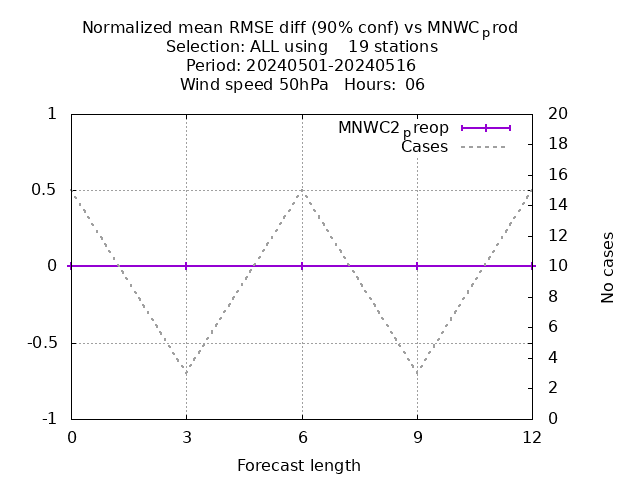 Normalized mean RMSE diff (90% conf) vs MNWCprod
Selection: ALL using    19 stations
Period: 20240501-20240516
Wind speed 50hPa   Hours:  06
MNWC2preop
Cases
1
0.5
0
-0.5
-1
20
18
16
14
12
10
8
6
4
2
0
No cases
0 3 6 9 12
Forecast length